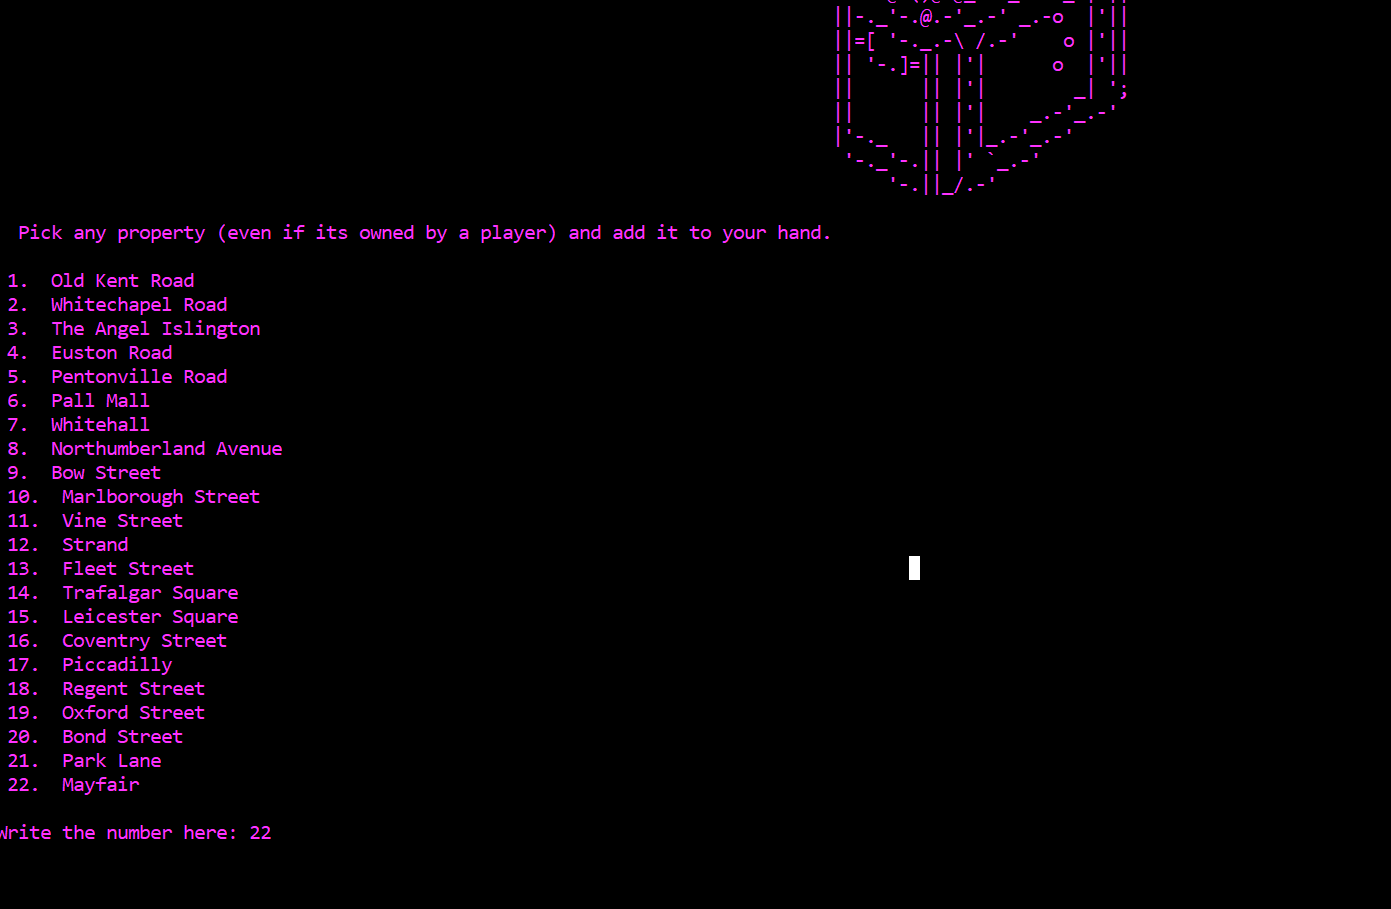 Pick any property (even if its owned by a player) and add it to your hand.
1. Old Kent Road
2. Whitechapel Road
3. The Angel Islington
4. Euston Road
5. Pentonville Road
6. Pall Mall
7. Whitehall
8. Northumberland Avenue
9. Bow Street
10. Marlborough Street
11. Vine Street
12. Strand
13. Fleet Street
14. Trafalgar Square
15. Leicester Square
16. Coventry Street
17. Piccadilly
18. Regent Street
19. Oxford Street
20. Bond Street
21. Park Lane
22. Mayfair
Write the number here: 22